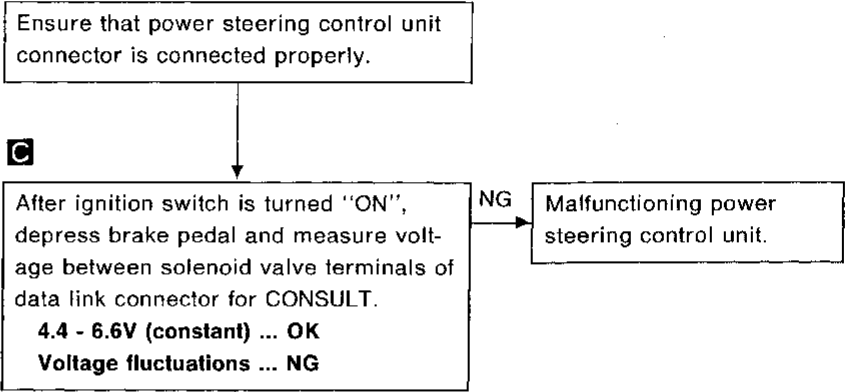 Ensure that power steering control unit
connector is connected properly.
C
After ignition switch is turned "ON",
depress brake pedal and measure volt-
age between solenoid valve terminals of
data link connector for CONSULT.
4.4 - 6.6V (constant) ... OK
Voltage fluctuations ... NG
NG
Malfunctioning power
steering control unit.